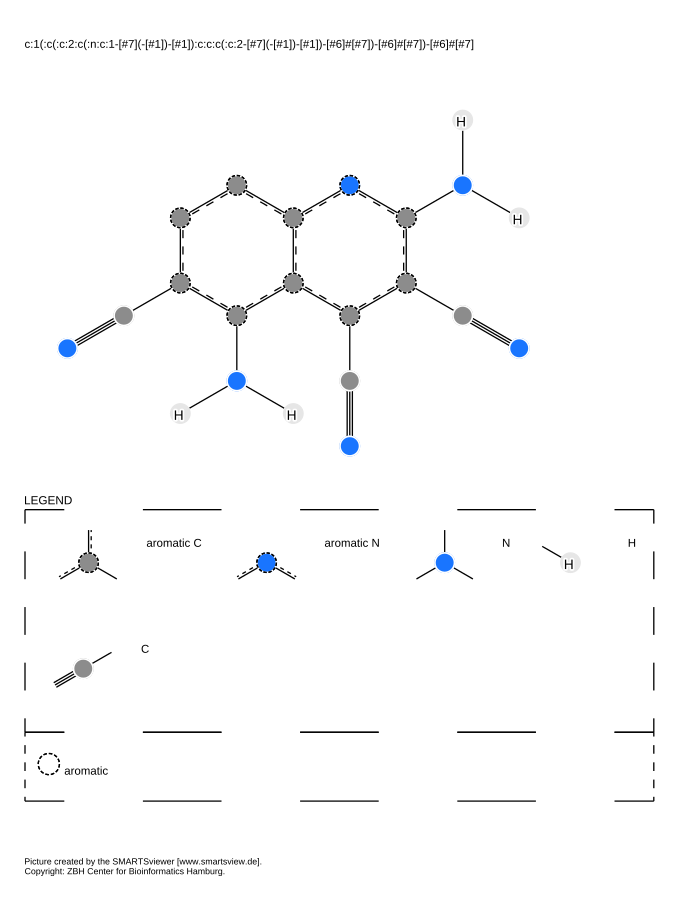 c:1(:c(:c:2:c(:n:c:1-[#7](-[#1])-[#1]):c:c:c(:c:2-[#7](-[#1])-[#1])-[#6]#[#7])-[#6]#[#7])-[#6]#[#7]
H
H
H
H
LEGEND
aromatic C
aromatic N
N
H
H
C
aromatic
Picture created by the SMARTSviewer [www.smartsview.de].
Copyright: ZBH Center for Bioinformatics Hamburg.